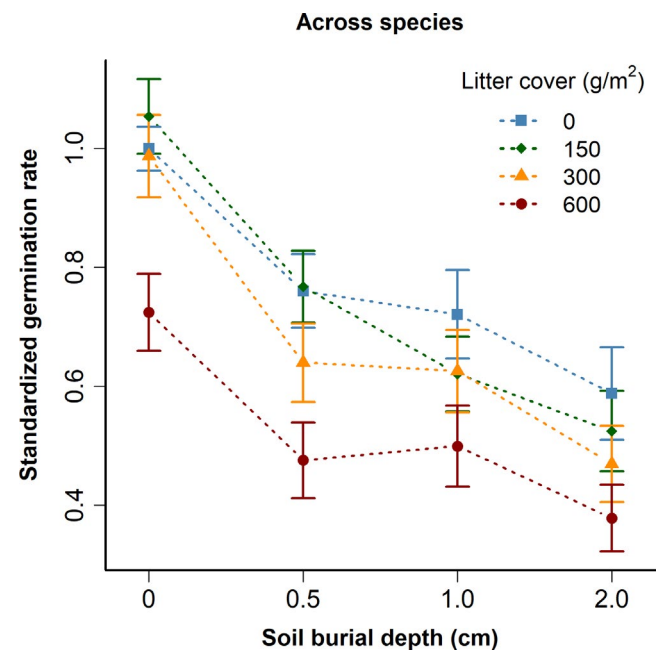 Across species
Litter cover (g/m²)
0
150
300
600
Standardized germination rate
1.0
0.8
0.6
0.4
0 0.5 1.0 2.0
Soil burial depth (cm)